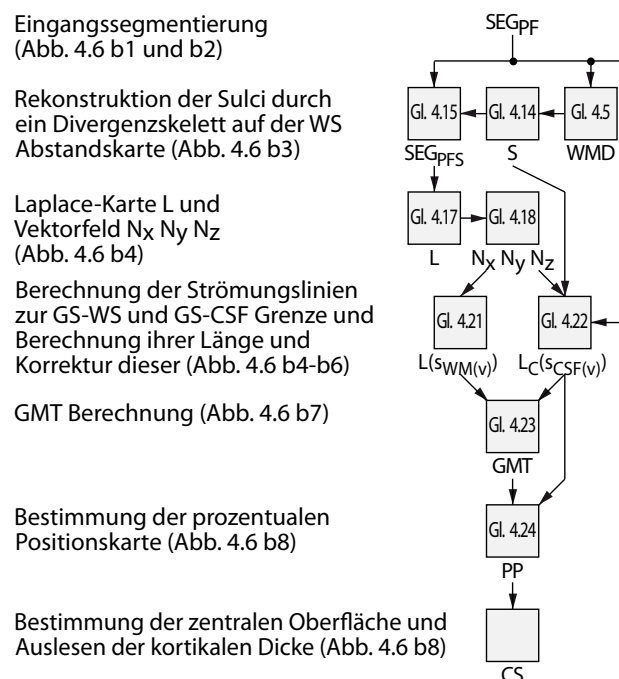 Eingangssegmentierung
(Abb. 4.6 b1 und b2)
SEGPF
Rekonstruktion der Sulci durch
ein Divergenzskelett auf der WS
Abstandskarte (Abb. 4.6 b3)
Gl. 4.15 Gl. 4.14 Gl. 4.5
SEGPFS S WMD
Laplace-Karte L und
Vektorfeld Nx Ny Nz
(Abb. 4.6 b4)
Gl. 4.17 Gl. 4.18
L Nx Ny Nz
Berechnung der Strömungslinien
zur GS-WS und GS-CSF Grenze und
Berechnung ihrer Länge und
Korrektur dieser (Abb. 4.6 b4-b6)
Gl. 4.21 Gl. 4.22
L(sWM(v)) LC(sCSF(v))
GMT Berechnung (Abb. 4.6 b7)
Gl. 4.23
GMT
Bestimmung der prozentualen
Positionskarte (Abb. 4.6 b8)
Gl. 4.24
PP
Bestimmung der zentralen Oberfläche und
Auslesen der kortikalen Dicke (Abb. 4.6 b8)
CS